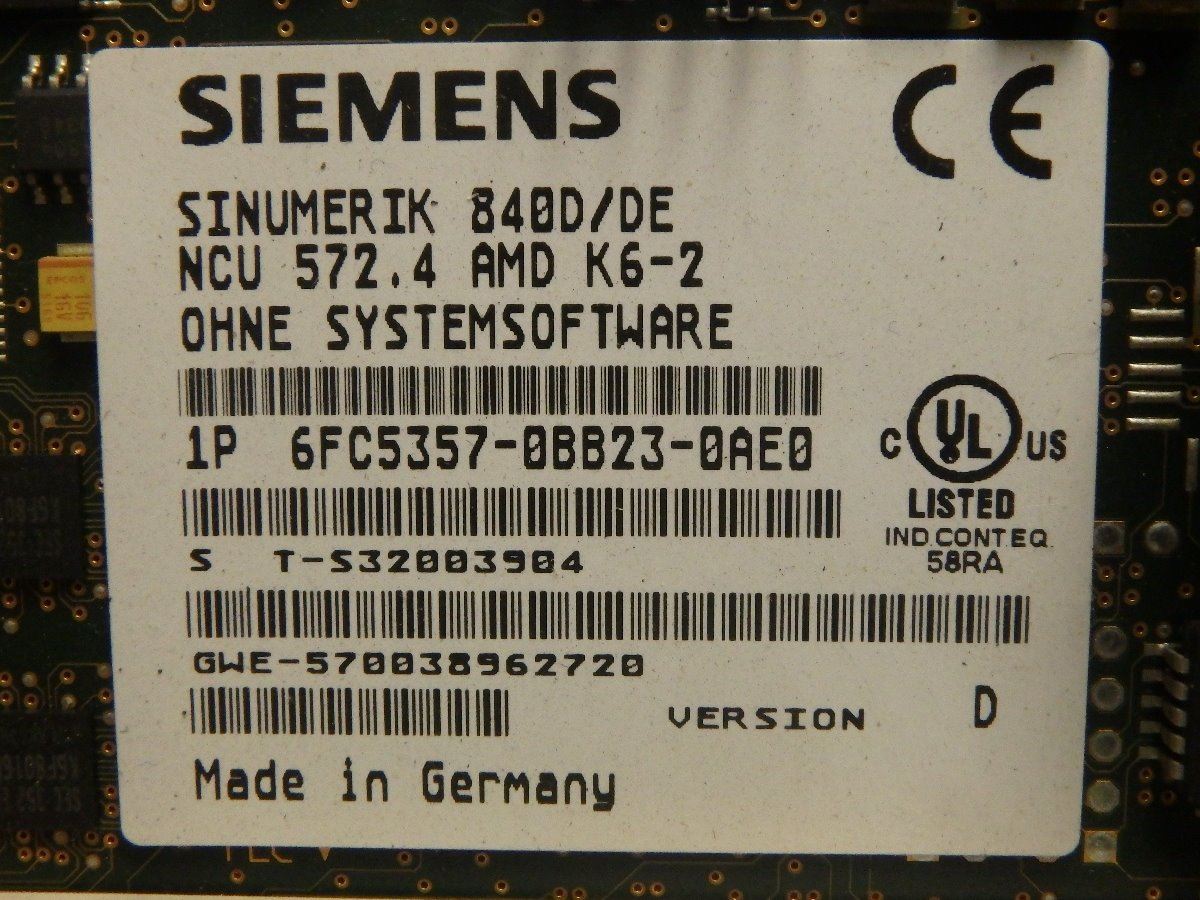 SIEMENS
CE
SINUMERIK 840D/DE
NCU 572.4 AMD K6-2
OHNE SYSTEMSOFTWARE
1P 6FC5357-0BB23-0AE0
C UL US
LISTED
IND.CONT.EQ.
58RA
S T-S32003904
GWE-570038962720
VERSION D
Made in Germany